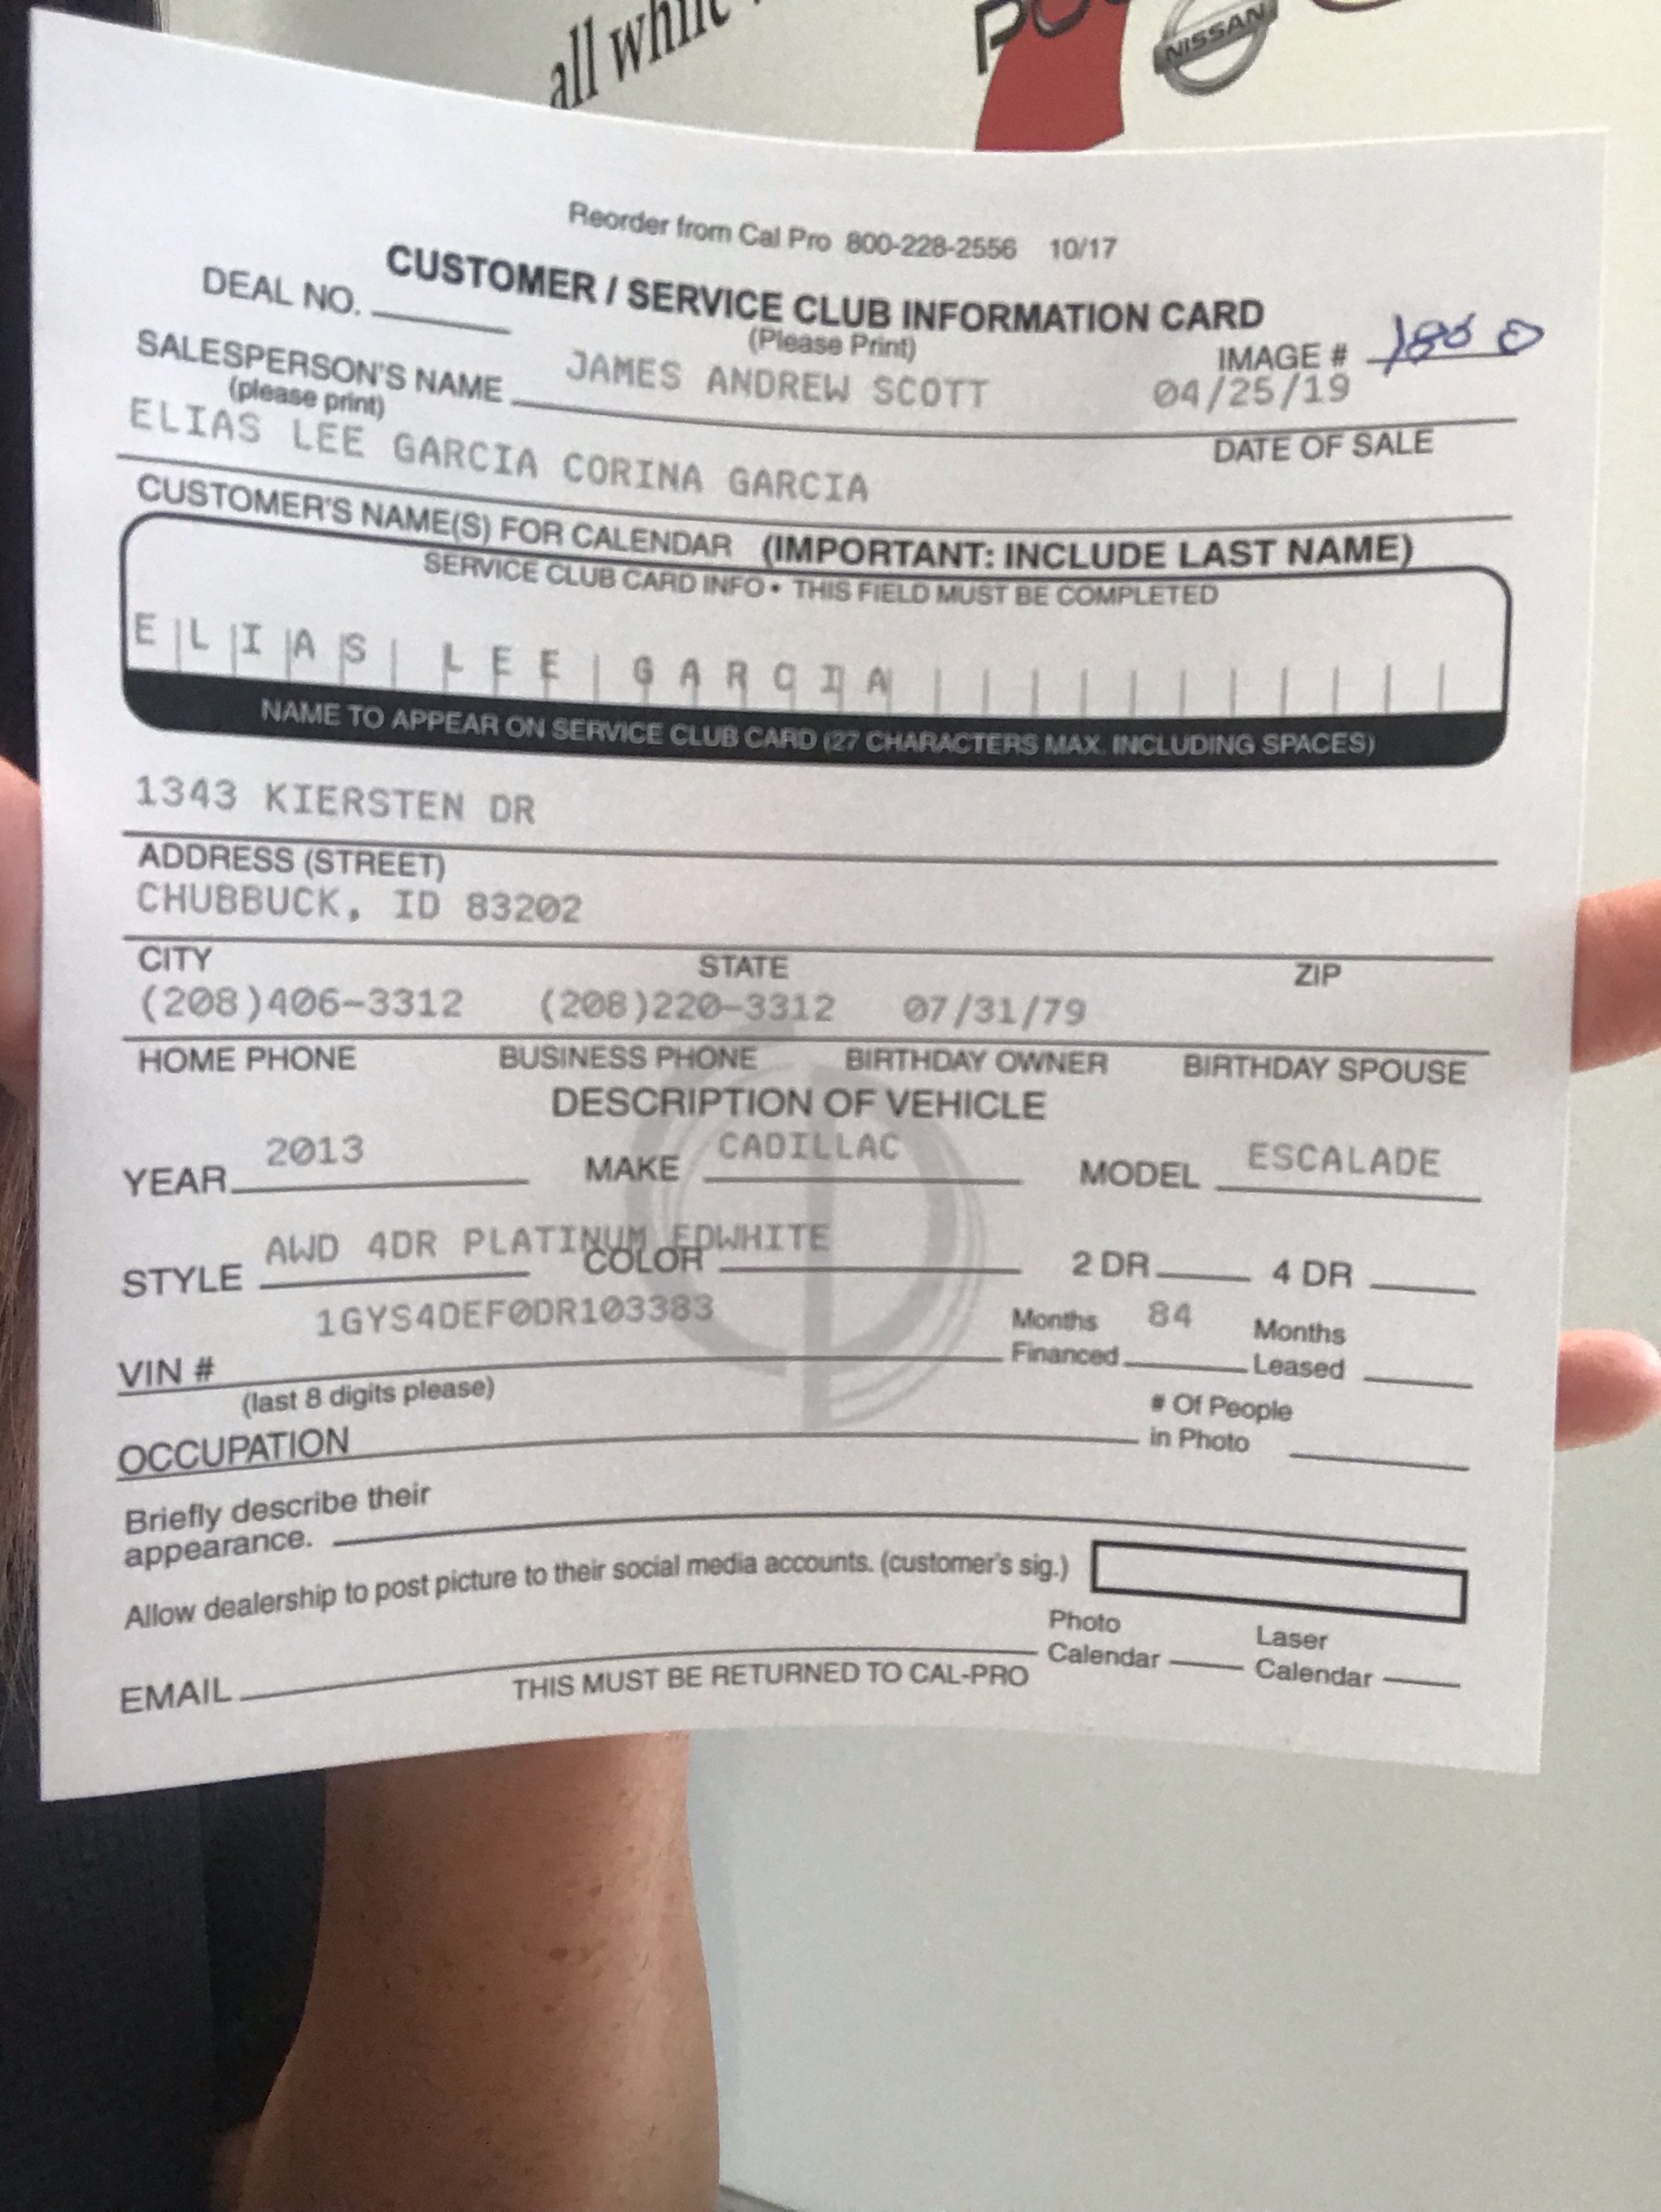 all while
NISSAN
Reorder from Cal Pro 800-228-2556 10/17
CUSTOMER / SERVICE CLUB INFORMATION CARD
DEAL NO.
(Please Print)
IMAGE #
SALESPERSON'S NAME JAMES ANDREW SCOTT 04/25/19
(please print)
DATE OF SALE
ELIAS LEE GARCIA CORINA GARCIA
CUSTOMER'S NAME(S) FOR CALENDAR (IMPORTANT: INCLUDE LAST NAME)
SERVICE CLUB CARD INFO • THIS FIELD MUST BE COMPLETED
ELIAS LEE GARCIA
NAME TO APPEAR ON SERVICE CLUB CARD (27 CHARACTERS MAX. INCLUDING SPACES)
1343 KIERSTEN DR
ADDRESS (STREET)
CHUBBUCK, ID 83202
CITY STATE ZIP
(208)406-3312 (208)220-3312 07/31/79
HOME PHONE BUSINESS PHONE BIRTHDAY OWNER BIRTHDAY SPOUSE
DESCRIPTION OF VEHICLE
YEAR 2013 MAKE CADILLAC MODEL ESCALADE
AWD 4DR PLATINUM EDWHITE
STYLE COLOR 2 DR 4 DR
1GYS4DEF0DR103383 Months 84 Months
VIN # Financed Leased
(last 8 digits please)
# Of People
OCCUPATION in Photo
Briefly describe their
appearance.
Allow dealership to post picture to their social media accounts. (customer's sig.)
Photo Laser
Calendar Calendar
EMAIL THIS MUST BE RETURNED TO CAL-PRO